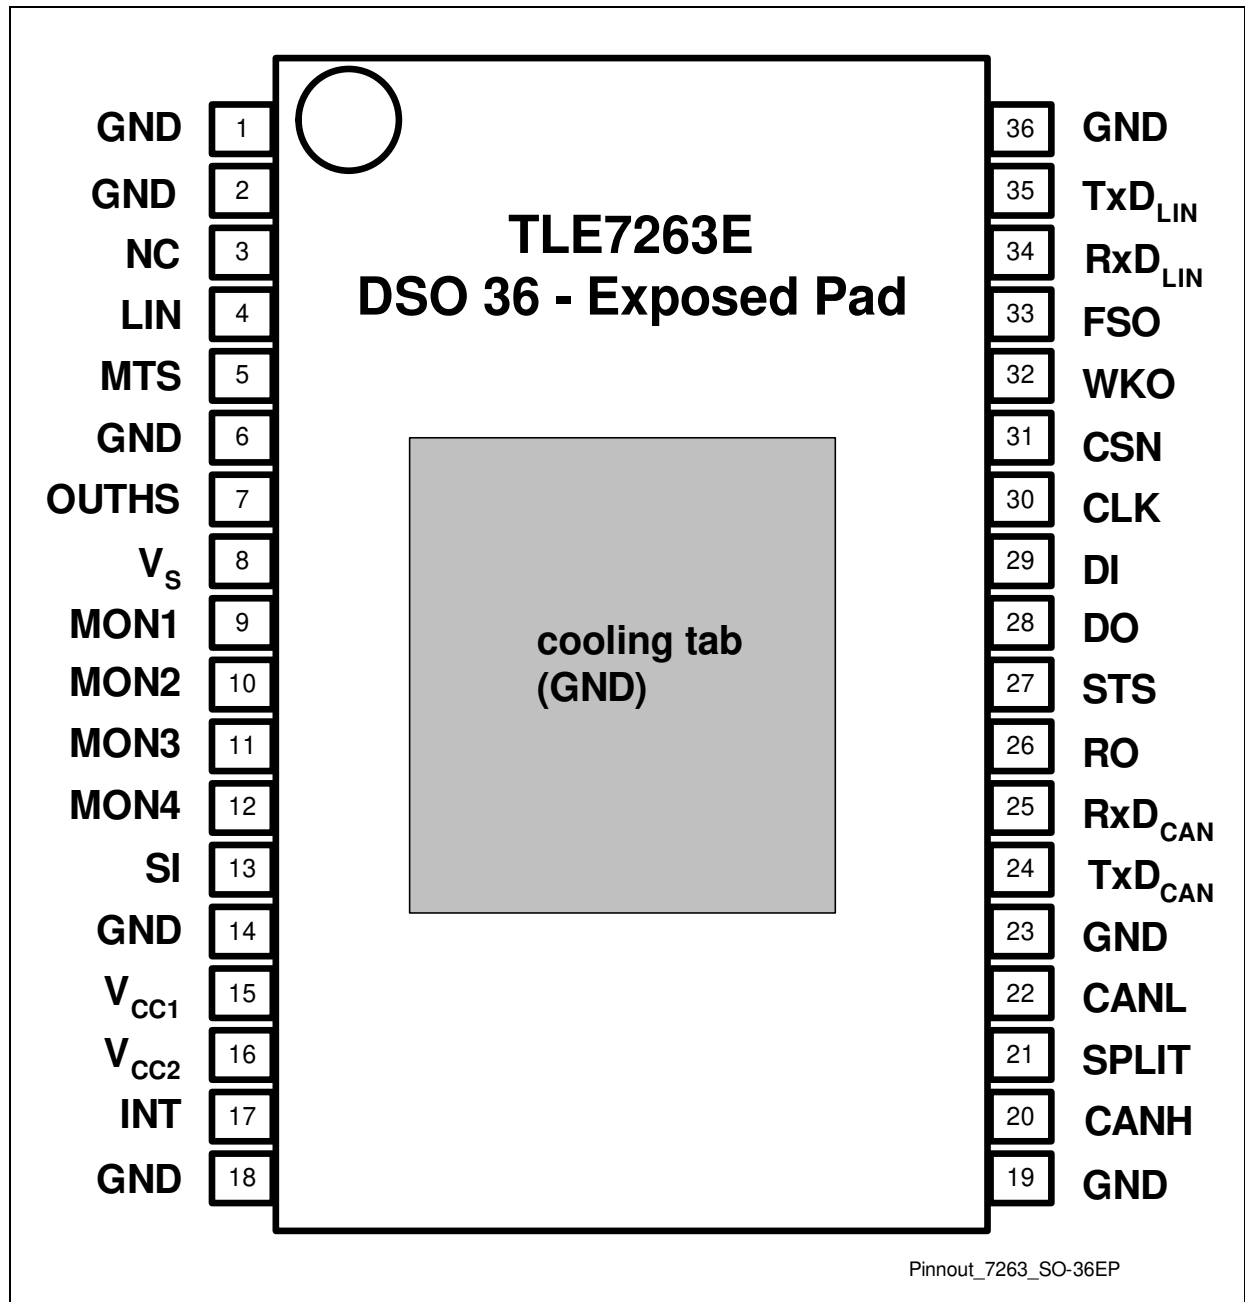 TLE7263E
DSO 36 - Exposed Pad
GND 1
GND 2
NC 3
LIN 4
MTS 5
GND 6
OUTHS 7
VS 8
MON1 9
MON2 10
MON3 11
MON4 12
SI 13
GND 14
VCC1 15
VCC2 16
INT 17
GND 18
cooling tab
(GND)
36 GND
35 TxDLIN
34 RxDLIN
33 FSO
32 WKO
31 CSN
30 CLK
29 DI
28 DO
27 STS
26 RO
25 RxDCAN
24 TxDCAN
23 GND
22 CANL
21 SPLIT
20 CANH
19 GND
Pinnout_7263_SO-36EP